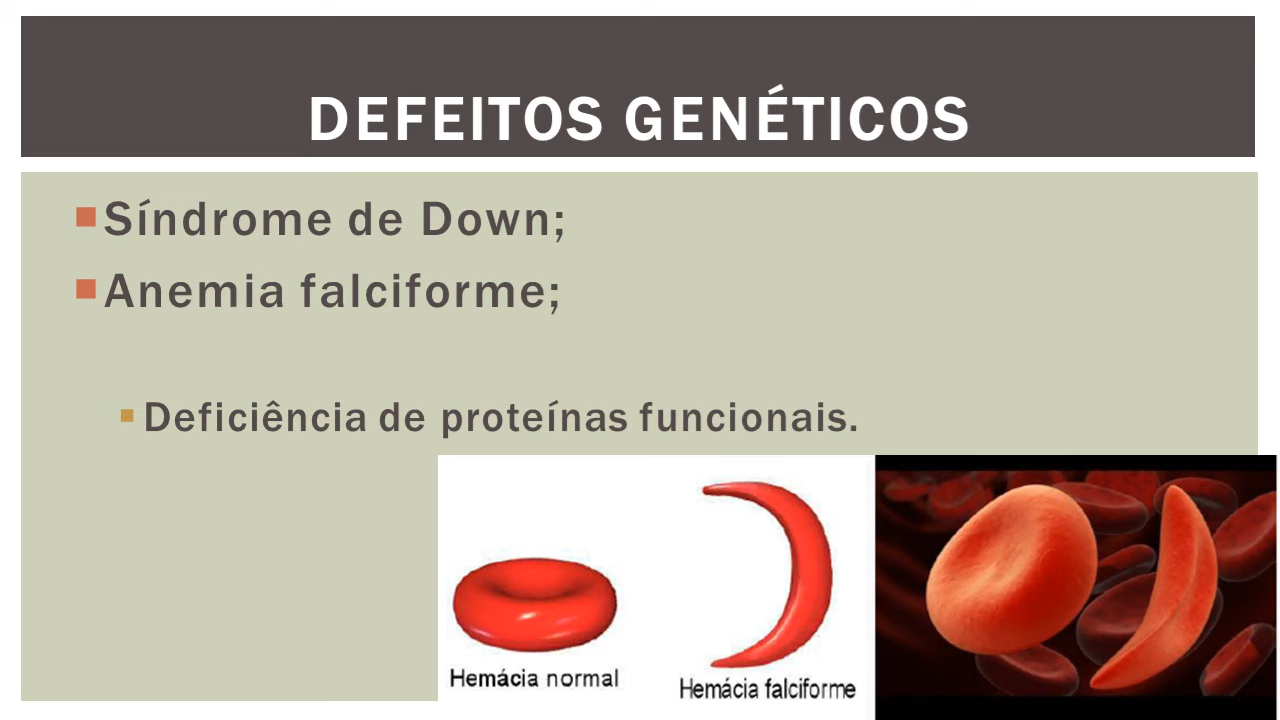 DEFEITOS GENÉTICOS
Síndrome de Down;
Anemia falciforme;
Deficiência de proteínas funcionais.
Hemácia normal
Hemácia falciforme